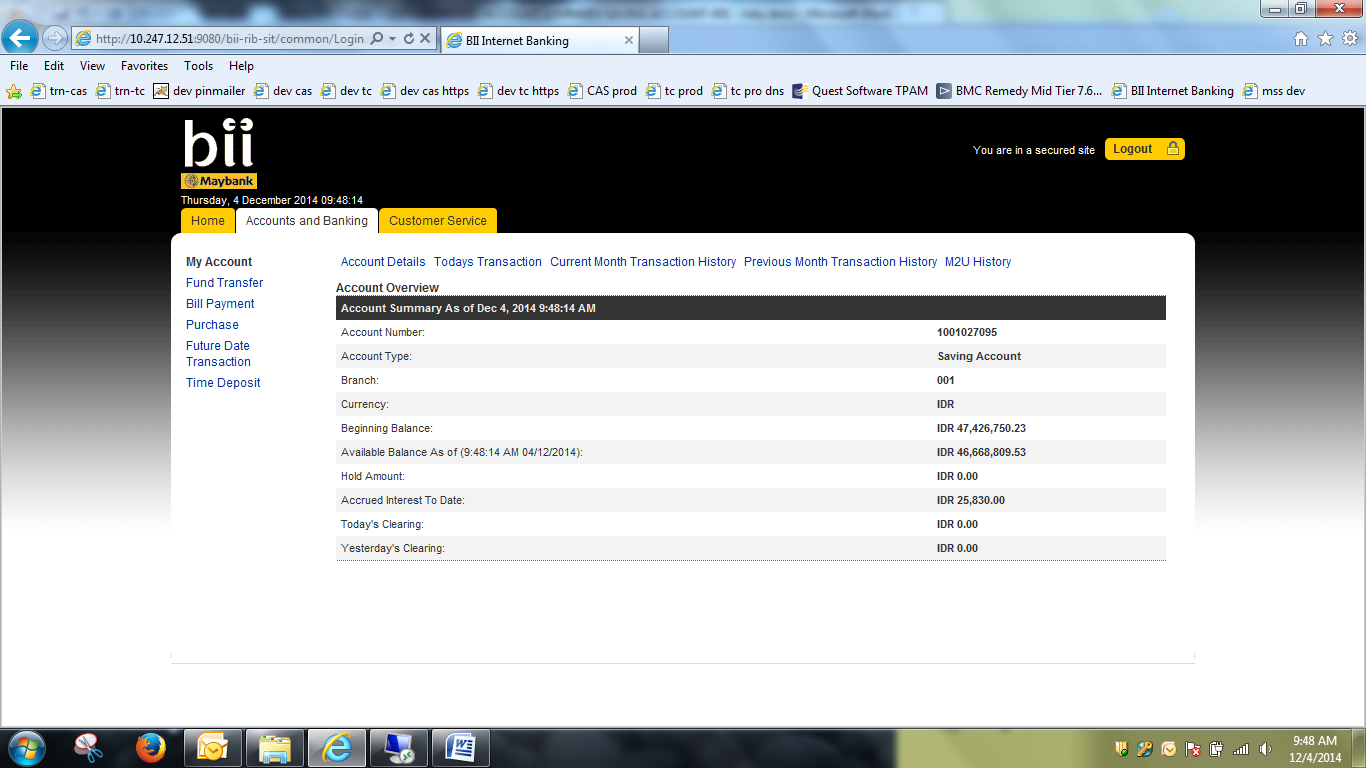 http://10.247.12.51:9080/bii-rib-sit/common/Login
BII Internet Banking
File Edit View Favorites Tools Help
trn-cas trn-tc dev pinmailer dev cas dev tc dev cas https dev tc https CAS prod tc prod tc pro dns Quest Software TPAM BMC Remedy Mid Tier 7.6... BII Internet Banking mss dev
bii
Maybank
You are in a secured site Logout
Thursday, 4 December 2014 09:48:14
Home Accounts and Banking Customer Service
My Account
Fund Transfer
Bill Payment
Purchase
Future Date
Transaction
Time Deposit
Account Details Todays Transaction Current Month Transaction History Previous Month Transaction History M2U History
Account Overview
Account Summary As of Dec 4, 2014 9:48:14 AM
Account Number: 1001027095
Account Type: Saving Account
Branch: 001
Currency: IDR
Beginning Balance: IDR 47,426,750.23
Available Balance As of (9:48:14 AM 04/12/2014): IDR 46,668,809.53
Hold Amount: IDR 0.00
Accrued Interest To Date: IDR 25,830.00
Today's Clearing: IDR 0.00
Yesterday's Clearing: IDR 0.00
9:48 AM
12/4/2014